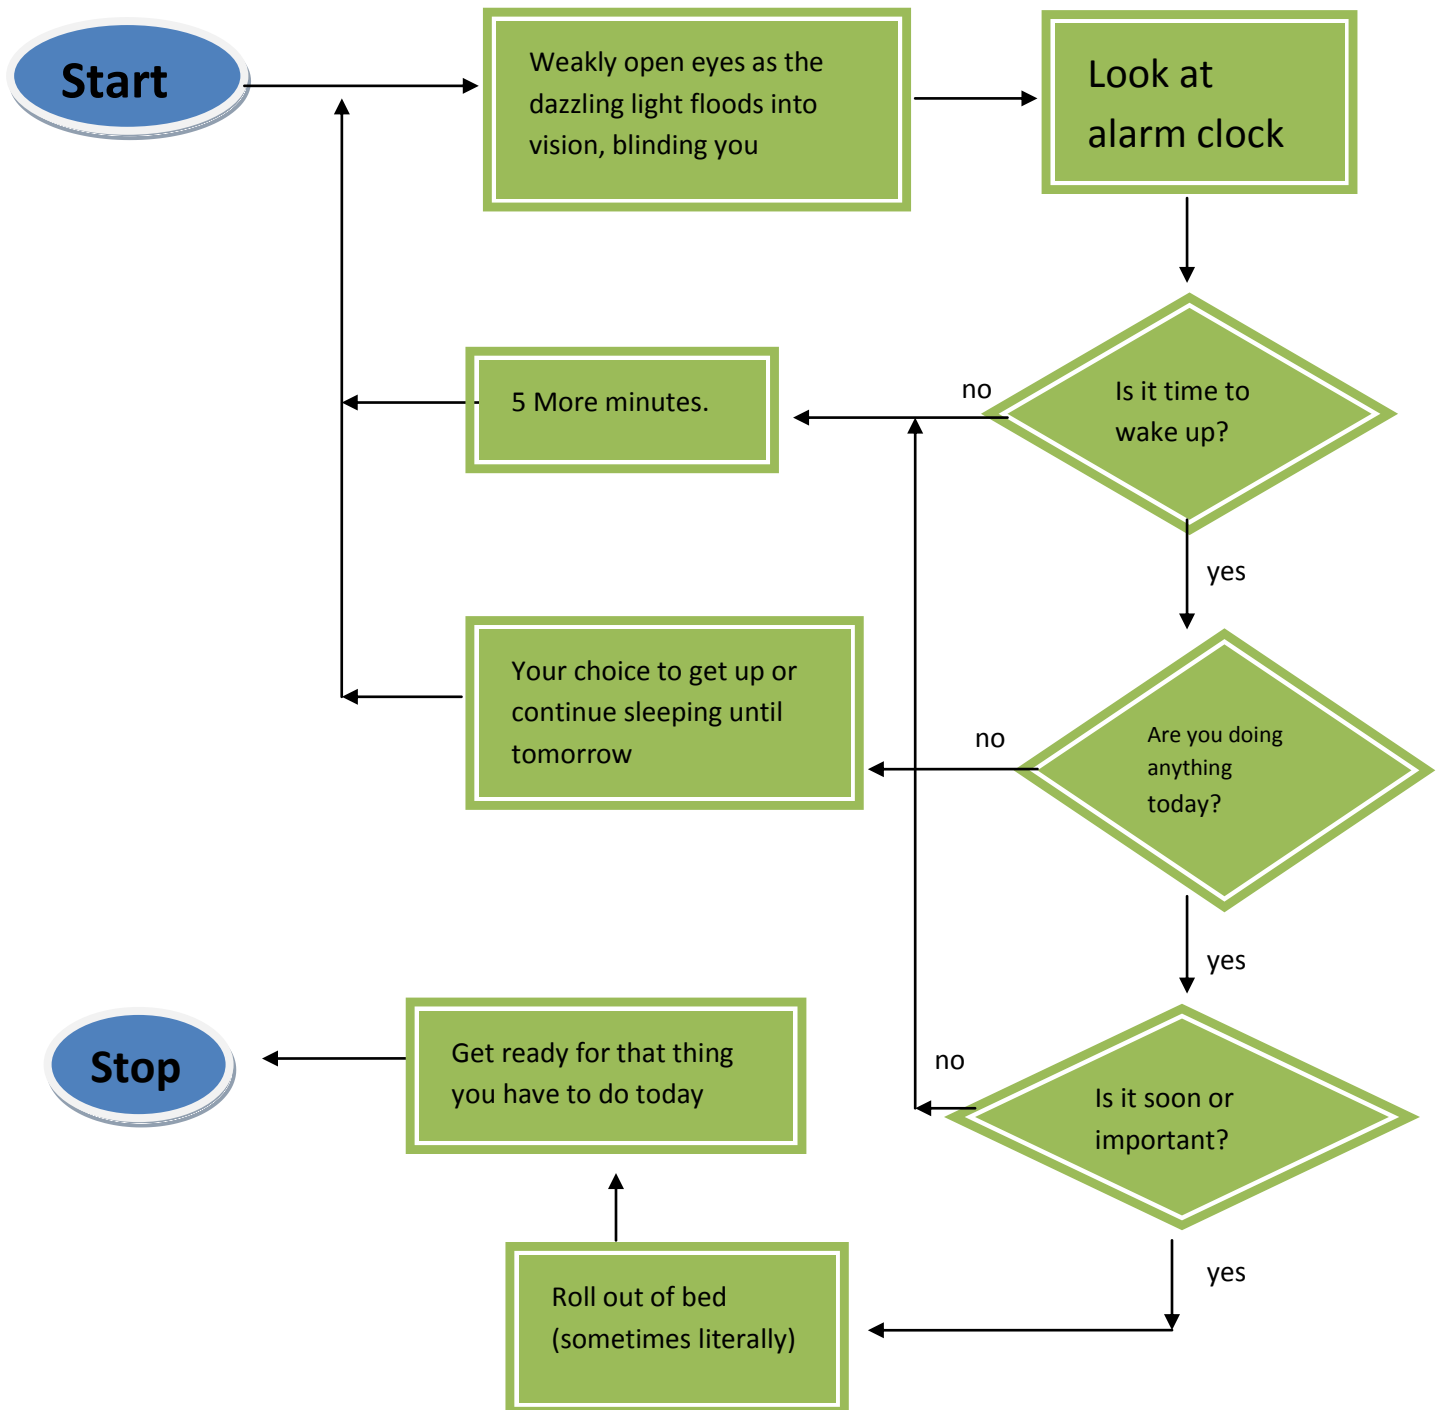 Start
Weakly open eyes as the
dazzling light floods into
vision, blinding you
Look at
alarm clock
Is it time to
wake up?
no
5 More minutes.
yes
Are you doing
anything
today?
no
Your choice to get up or
continue sleeping until
tomorrow
yes
Is it soon or
important?
no
yes
Roll out of bed
(sometimes literally)
Get ready for that thing
you have to do today
Stop